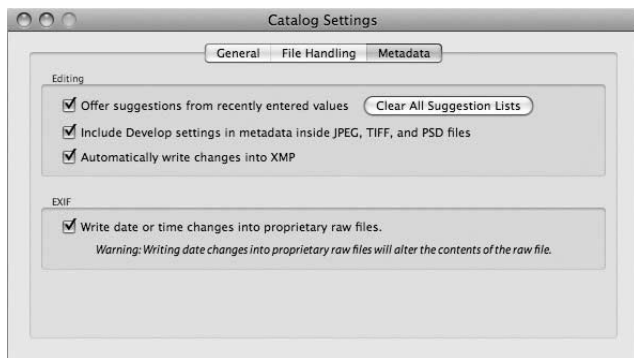 Catalog Settings
General File Handling Metadata
Editing
Offer suggestions from recently entered values Clear All Suggestion Lists
Include Develop settings in metadata inside JPEG, TIFF, and PSD files
Automatically write changes into XMP
EXIF
Write date or time changes into proprietary raw files.
Warning: Writing date changes into proprietary raw files will alter the contents of the raw file.